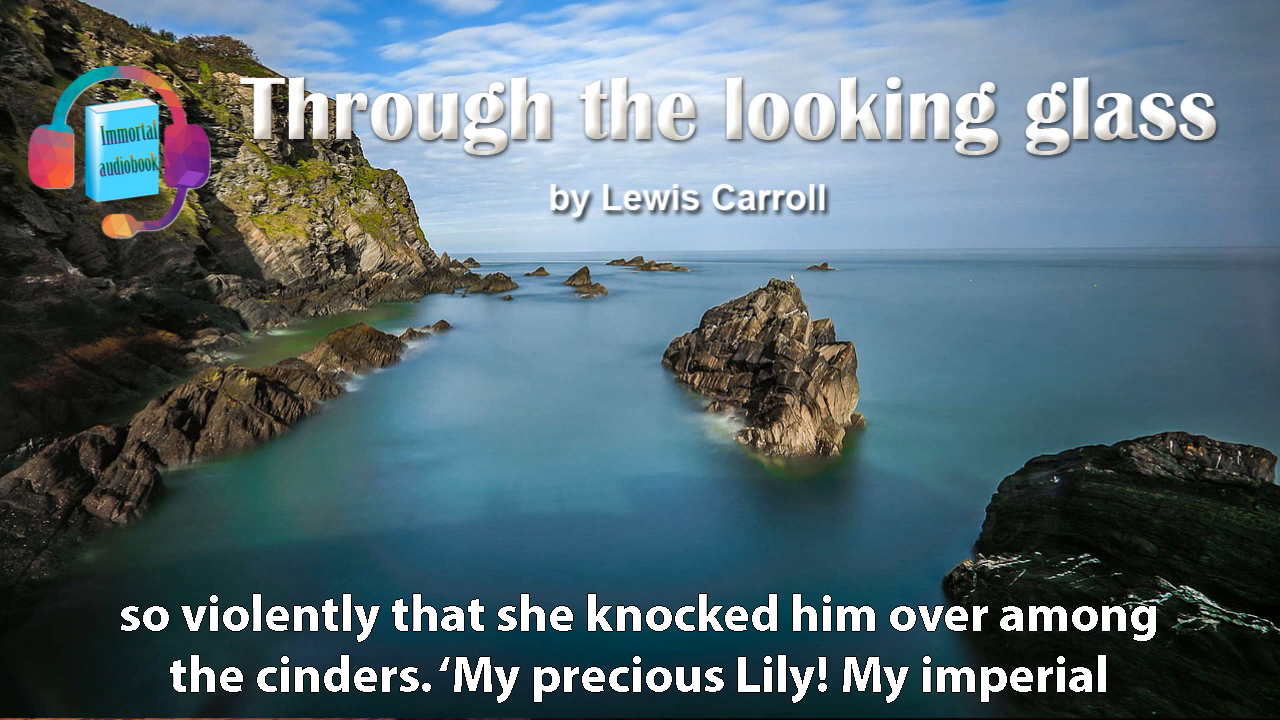 Through the looking glass
Immortal
audiobook
by Lewis Carroll
so violently that she knocked him over among
the cinders. ‘My precious Lily! My imperial